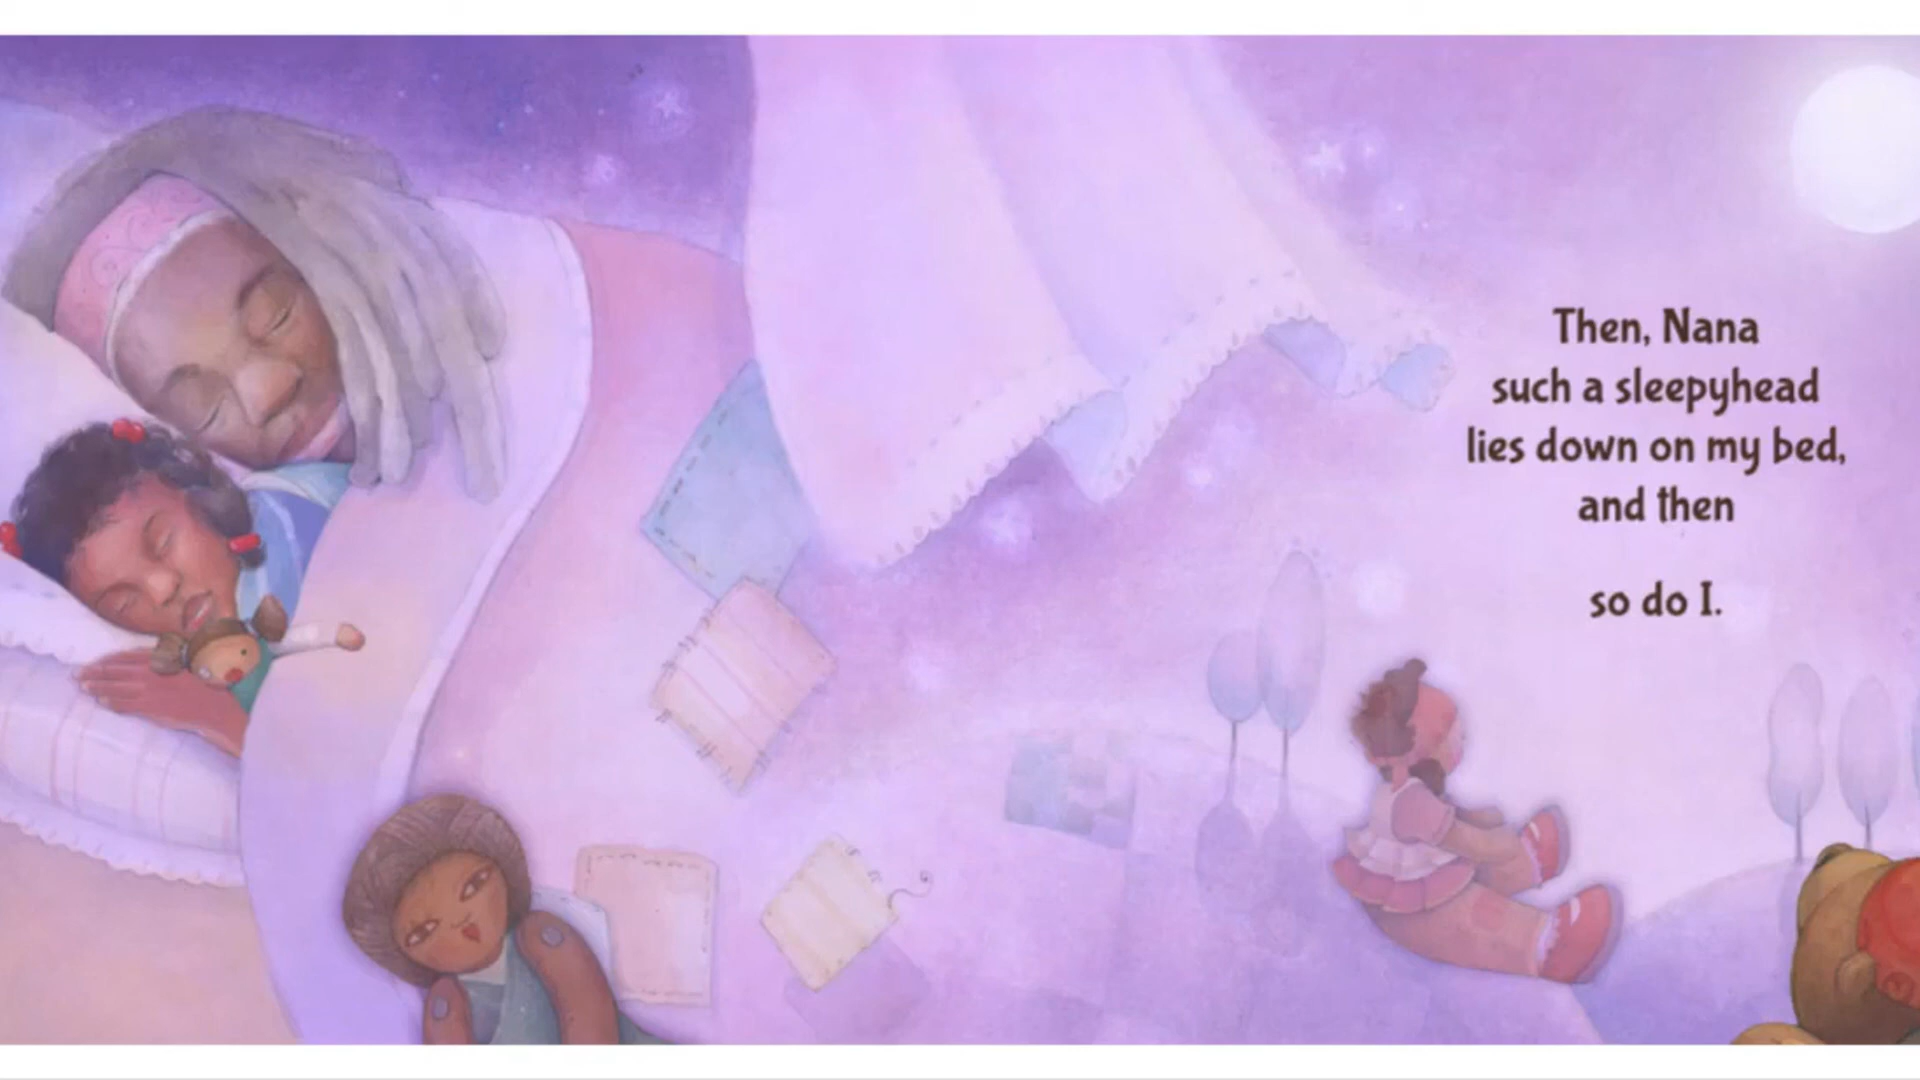 Then, Nana
such a sleepyhead
lies down on my bed,
and then
so do I.